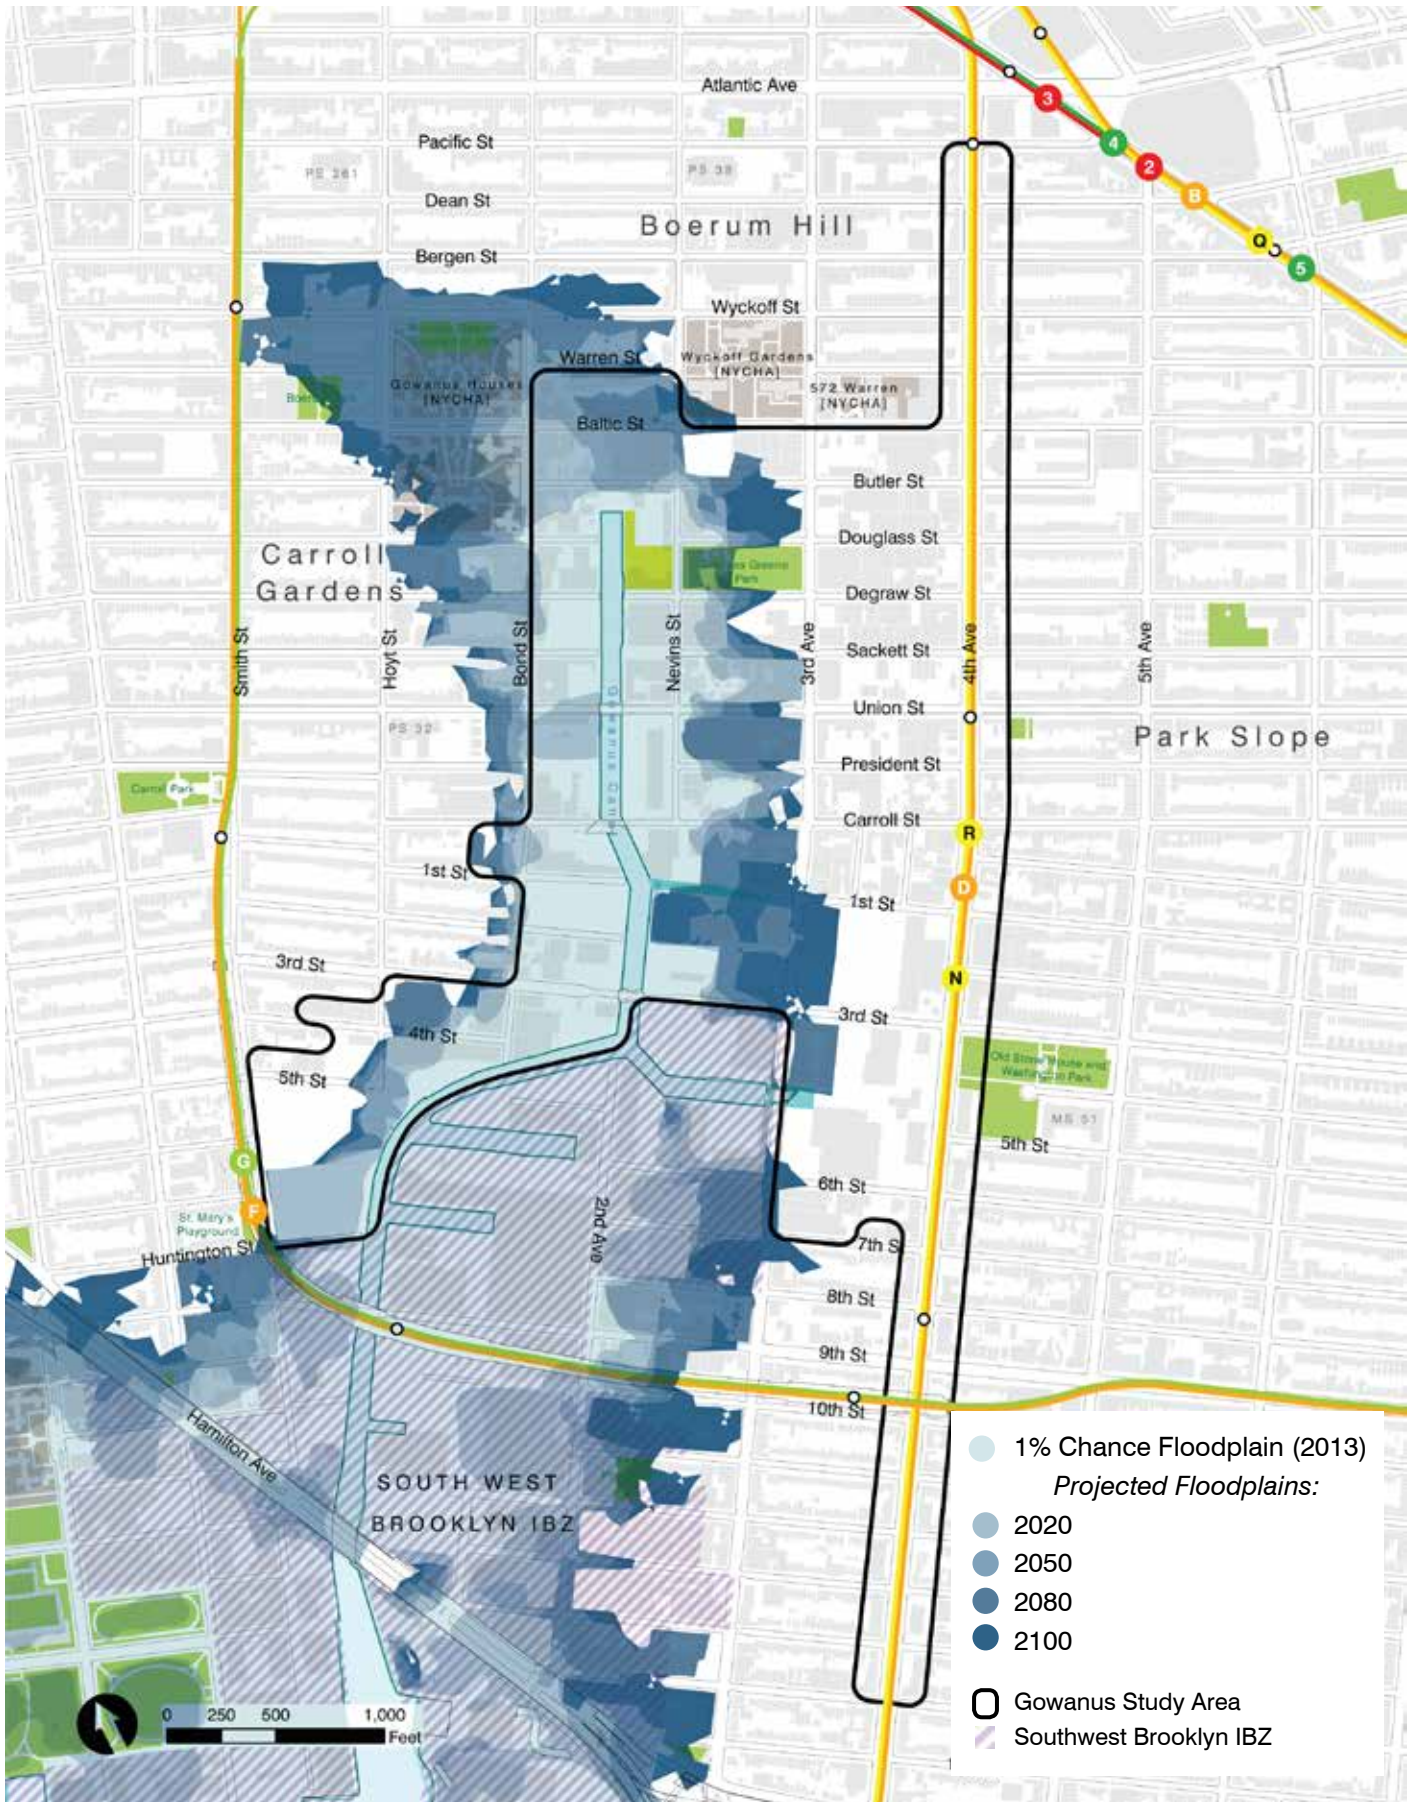 Atlantic Ave
3
Pacific St
4
PS 261
PS 38
2
Dean St
B
Boerum Hill
Q
Bergen St
5
Wyckoff St
Warren St
Wyckoff Gardens
[NYCHA]
Gowanus Houses
[NYCHA]
572 Warren
[NYCHA]
Baltic St
Butler St
Douglass St
Carroll
Gardens
Greene
Park
Degraw St
Smith St
Hoyt St
Bond St
Nevins St
3rd Ave
Sackett St
4th Ave
5th Ave
Gowanus Canal
Union St
PS 32
Park Slope
President St
Carroll Park
Carroll St
R
1st St
D
1st St
3rd St
N
3rd St
4th St
Old Stone House and
Washington Park
5th St
MS 51
5th St
G
6th St
F
St. Mary's
Playground
2nd Ave
Huntington St
7th S
8th St
9th St
10th St
Hamilton Ave
SOUTH WEST
BROOKLYN IBZ
1% Chance Floodplain (2013)
Projected Floodplains:
2020
2050
2080
2100
Gowanus Study Area
Southwest Brooklyn IBZ
0 250 500 1,000
Feet